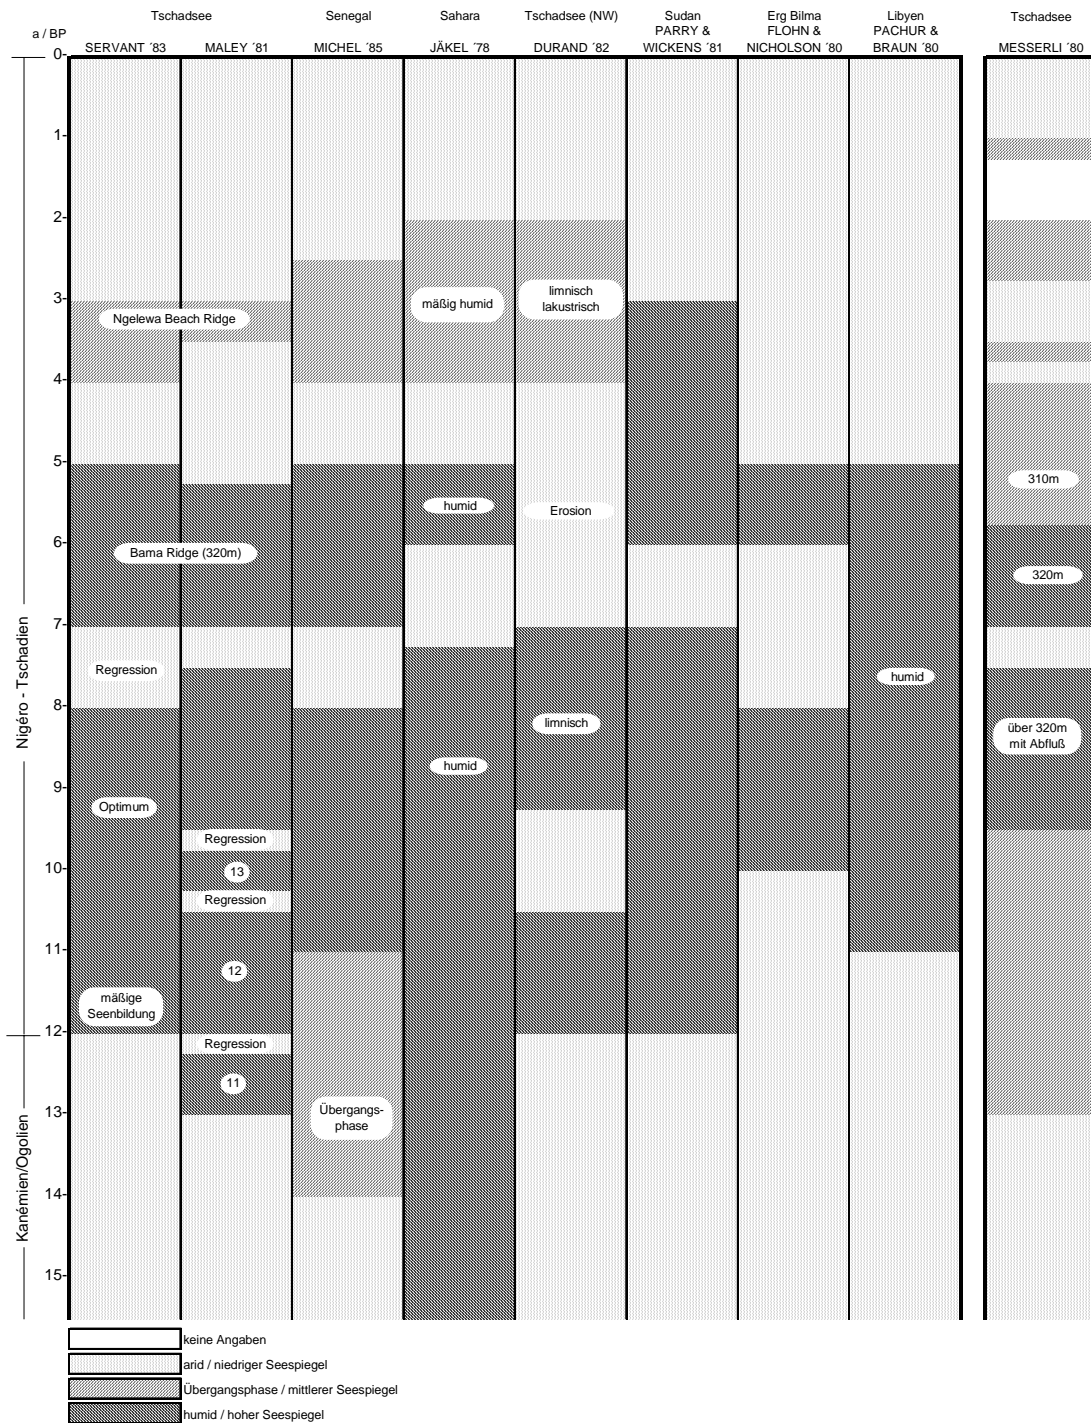 Tschadsee
Senegal
Sahara
Tschadsee (NW)
Sudan
PARRY &
WICKENS ´81
Erg Bilma
FLOHN &
NICHOLSON ´80
Libyen
PACHUR &
BRAUN ´80
Tschadsee
a / BP
SERVANT ´83
MALEY ´81
MICHEL ´85
JÄKEL ´78
DURAND ´82
MESSERLI ´80
0
1
2
3
4
5
6
7
8
9
10
11
12
13
14
15
Nigéro - Tschadien
Kanémien/Ogolien
Ngelewa Beach Ridge
Bama Ridge (320m)
Regression
Optimum
mäßige
Seenbildung
Regression
13
Regression
12
Regression
11
Übergangs-
phase
mäßig humid
humid
humid
limnisch
lakustrisch
Erosion
limnisch
humid
310m
320m
über 320m
mit Abfluß
keine Angaben
arid / niedriger Seespiegel
Übergangsphase / mittlerer Seespiegel
humid / hoher Seespiegel